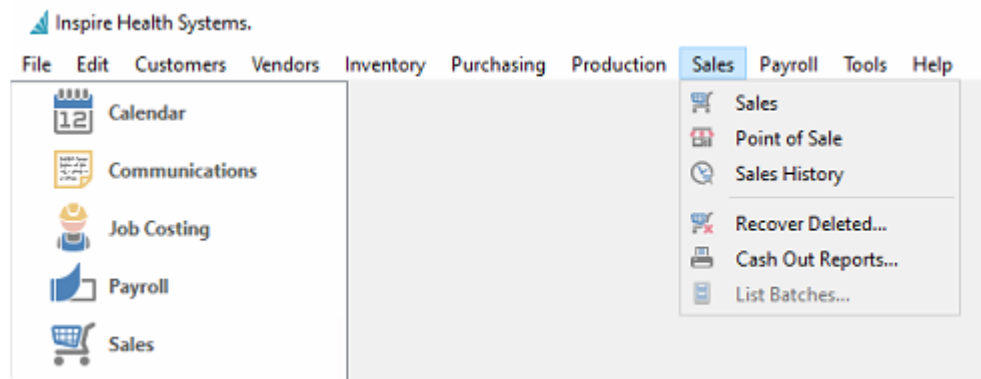 Inspire Health Systems.
File Edit Customers Vendors Inventory Purchasing Production Sales Payroll Tools Help
12
Calendar
Communications
Job Costing
Payroll
Sales
Sales
Point of Sale
Sales History
Recover Deleted...
Cash Out Reports...
List Batches...